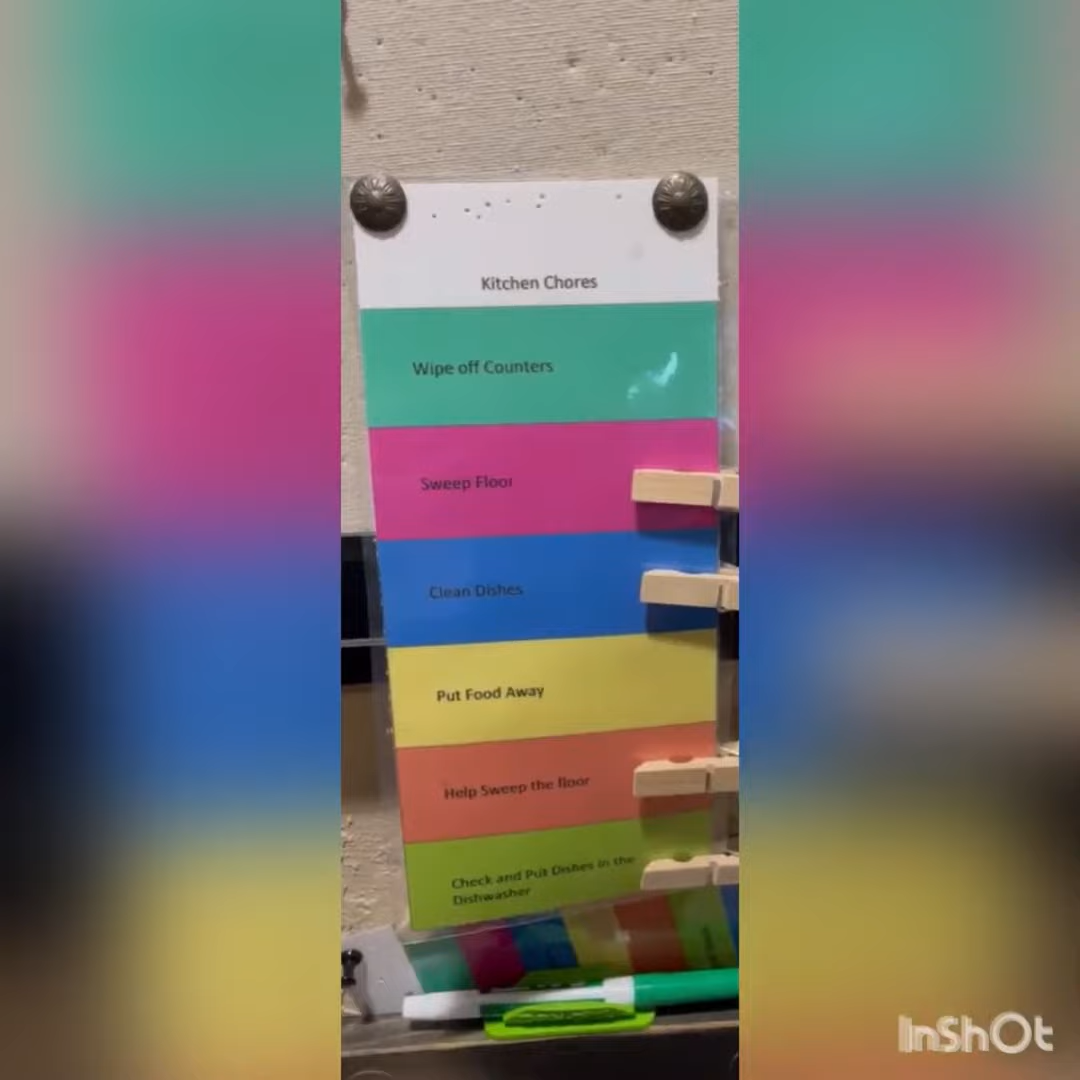 Kitchen Chores
Wipe off Counters
Sweep Floor
Clean Dishes
Put Food Away
Help Sweep the floor
Check and Put Dishes in the
Dishwasher
InShOt